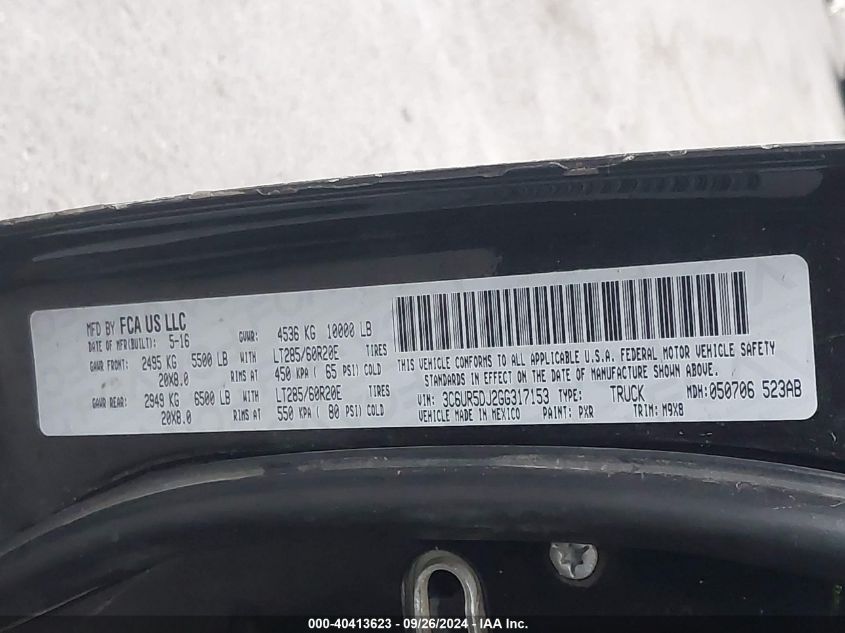 MFD BY FCA US LLC
DATE OF MFR(BUILT): 5-16 GVWR: 4536 KG 10000 LB
GAWR FRONT: 2495 KG 5500 LB WITH LT285/60R20E TIRES
20X8.0 RIMS AT 450 KPA ( 65 PSI) COLD
GAWR REAR: 2949 KG 6500 LB WITH LT285/60R20E TIRES
20X8.0 RIMS AT 550 KPA ( 80 PSI) COLD
THIS VEHICLE CONFORMS TO ALL APPLICABLE U.S.A. FEDERAL MOTOR VEHICLE SAFETY
STANDARDS IN EFFECT ON THE DATE OF MANUFACTURE SHOWN ABOVE.
VIN: 3C6UR5DJ2GG317153 TYPE: TRUCK MDH: 050706 523AB
VEHICLE MADE IN MEXICO PAINT: PXR TRIM: M9X8
000-40413623 - 09/26/2024 - IAA Inc.